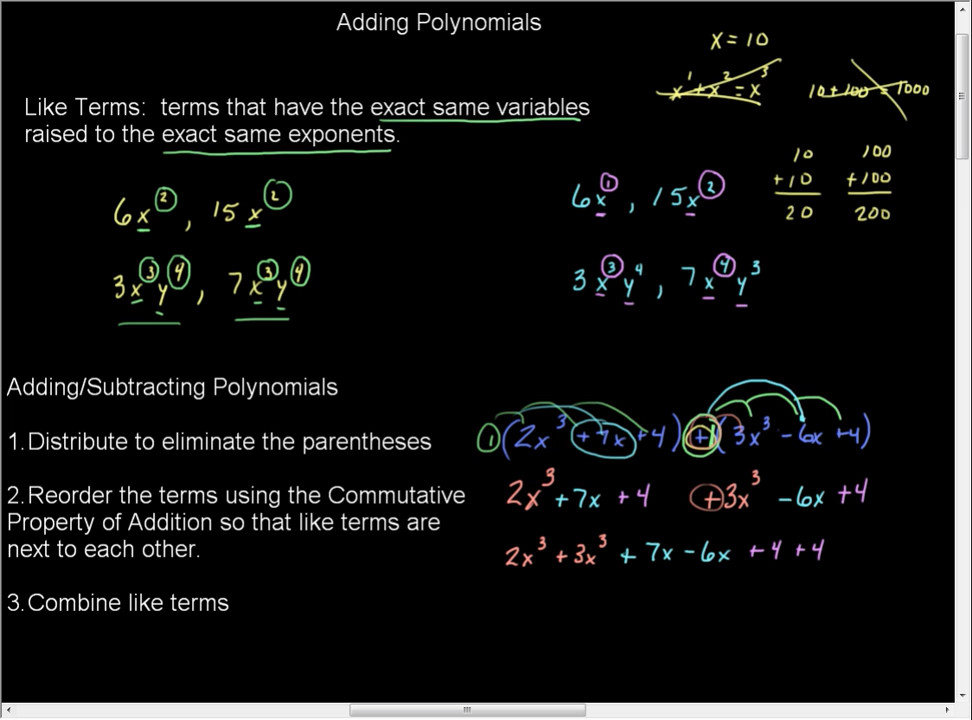 Adding Polynomials
x = 10
x¹ + x² = x³
10 + 100 = 1000
Like Terms: terms that have the exact same variables
raised to the exact same exponents.
10
+10
20
100
+100
200
6x² , 15x²
6x¹ , 15x²
3x³y⁴ , 7x³y⁴
3x³y⁴ , 7x⁴y³
Adding/Subtracting Polynomials
1. Distribute to eliminate the parentheses
1(2x³ + 7x + 4) + 1(3x³ - 6x + 4)
2. Reorder the terms using the Commutative
Property of Addition so that like terms are
next to each other.
2x³ + 7x + 4 + 3x³ - 6x + 4
2x³ + 3x³ + 7x - 6x + 4 + 4
3. Combine like terms